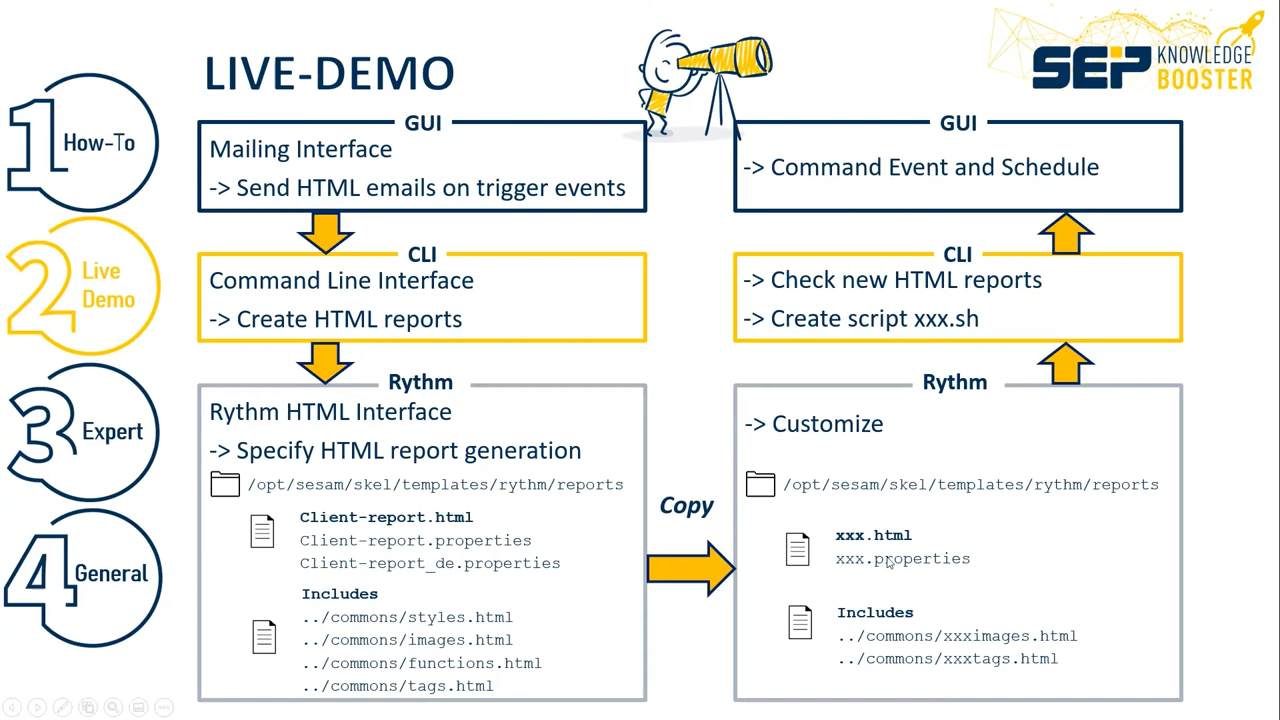 LIVE-DEMO
SEP KNOWLEDGE BOOSTER
1 How-To
2 Live Demo
3 Expert
4 General
GUI
Mailing Interface
-> Send HTML emails on trigger events
CLI
Command Line Interface
-> Create HTML reports
Rythm
Rythm HTML Interface
-> Specify HTML report generation
/opt/sesam/skel/templates/rythm/reports
Client-report.html
Client-report.properties
Client-report_de.properties
Includes
../commons/styles.html
../commons/images.html
../commons/functions.html
../commons/tags.html
Copy
GUI
-> Command Event and Schedule
CLI
-> Check new HTML reports
-> Create script xxx.sh
Rythm
-> Customize
/opt/sesam/skel/templates/rythm/reports
xxx.html
xxx.properties
Includes
../commons/xxximages.html
../commons/xxxtags.html